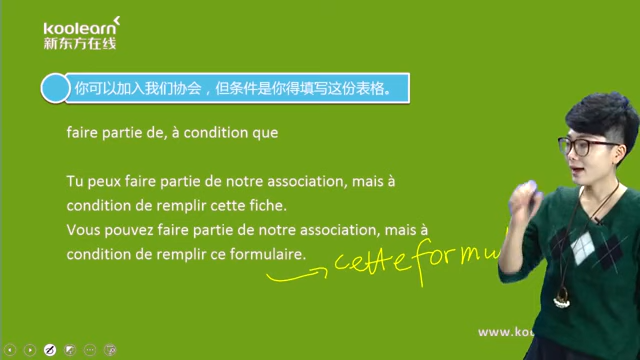 koolearn
新东方在线
你可以加入我们协会，但条件是你得填写这份表格。
faire partie de, à condition que
Tu peux faire partie de notre association, mais à
condition de remplir cette fiche.
Vous pouvez faire partie de notre association, mais à
condition de remplir ce formulaire.
cette formu
www.koo